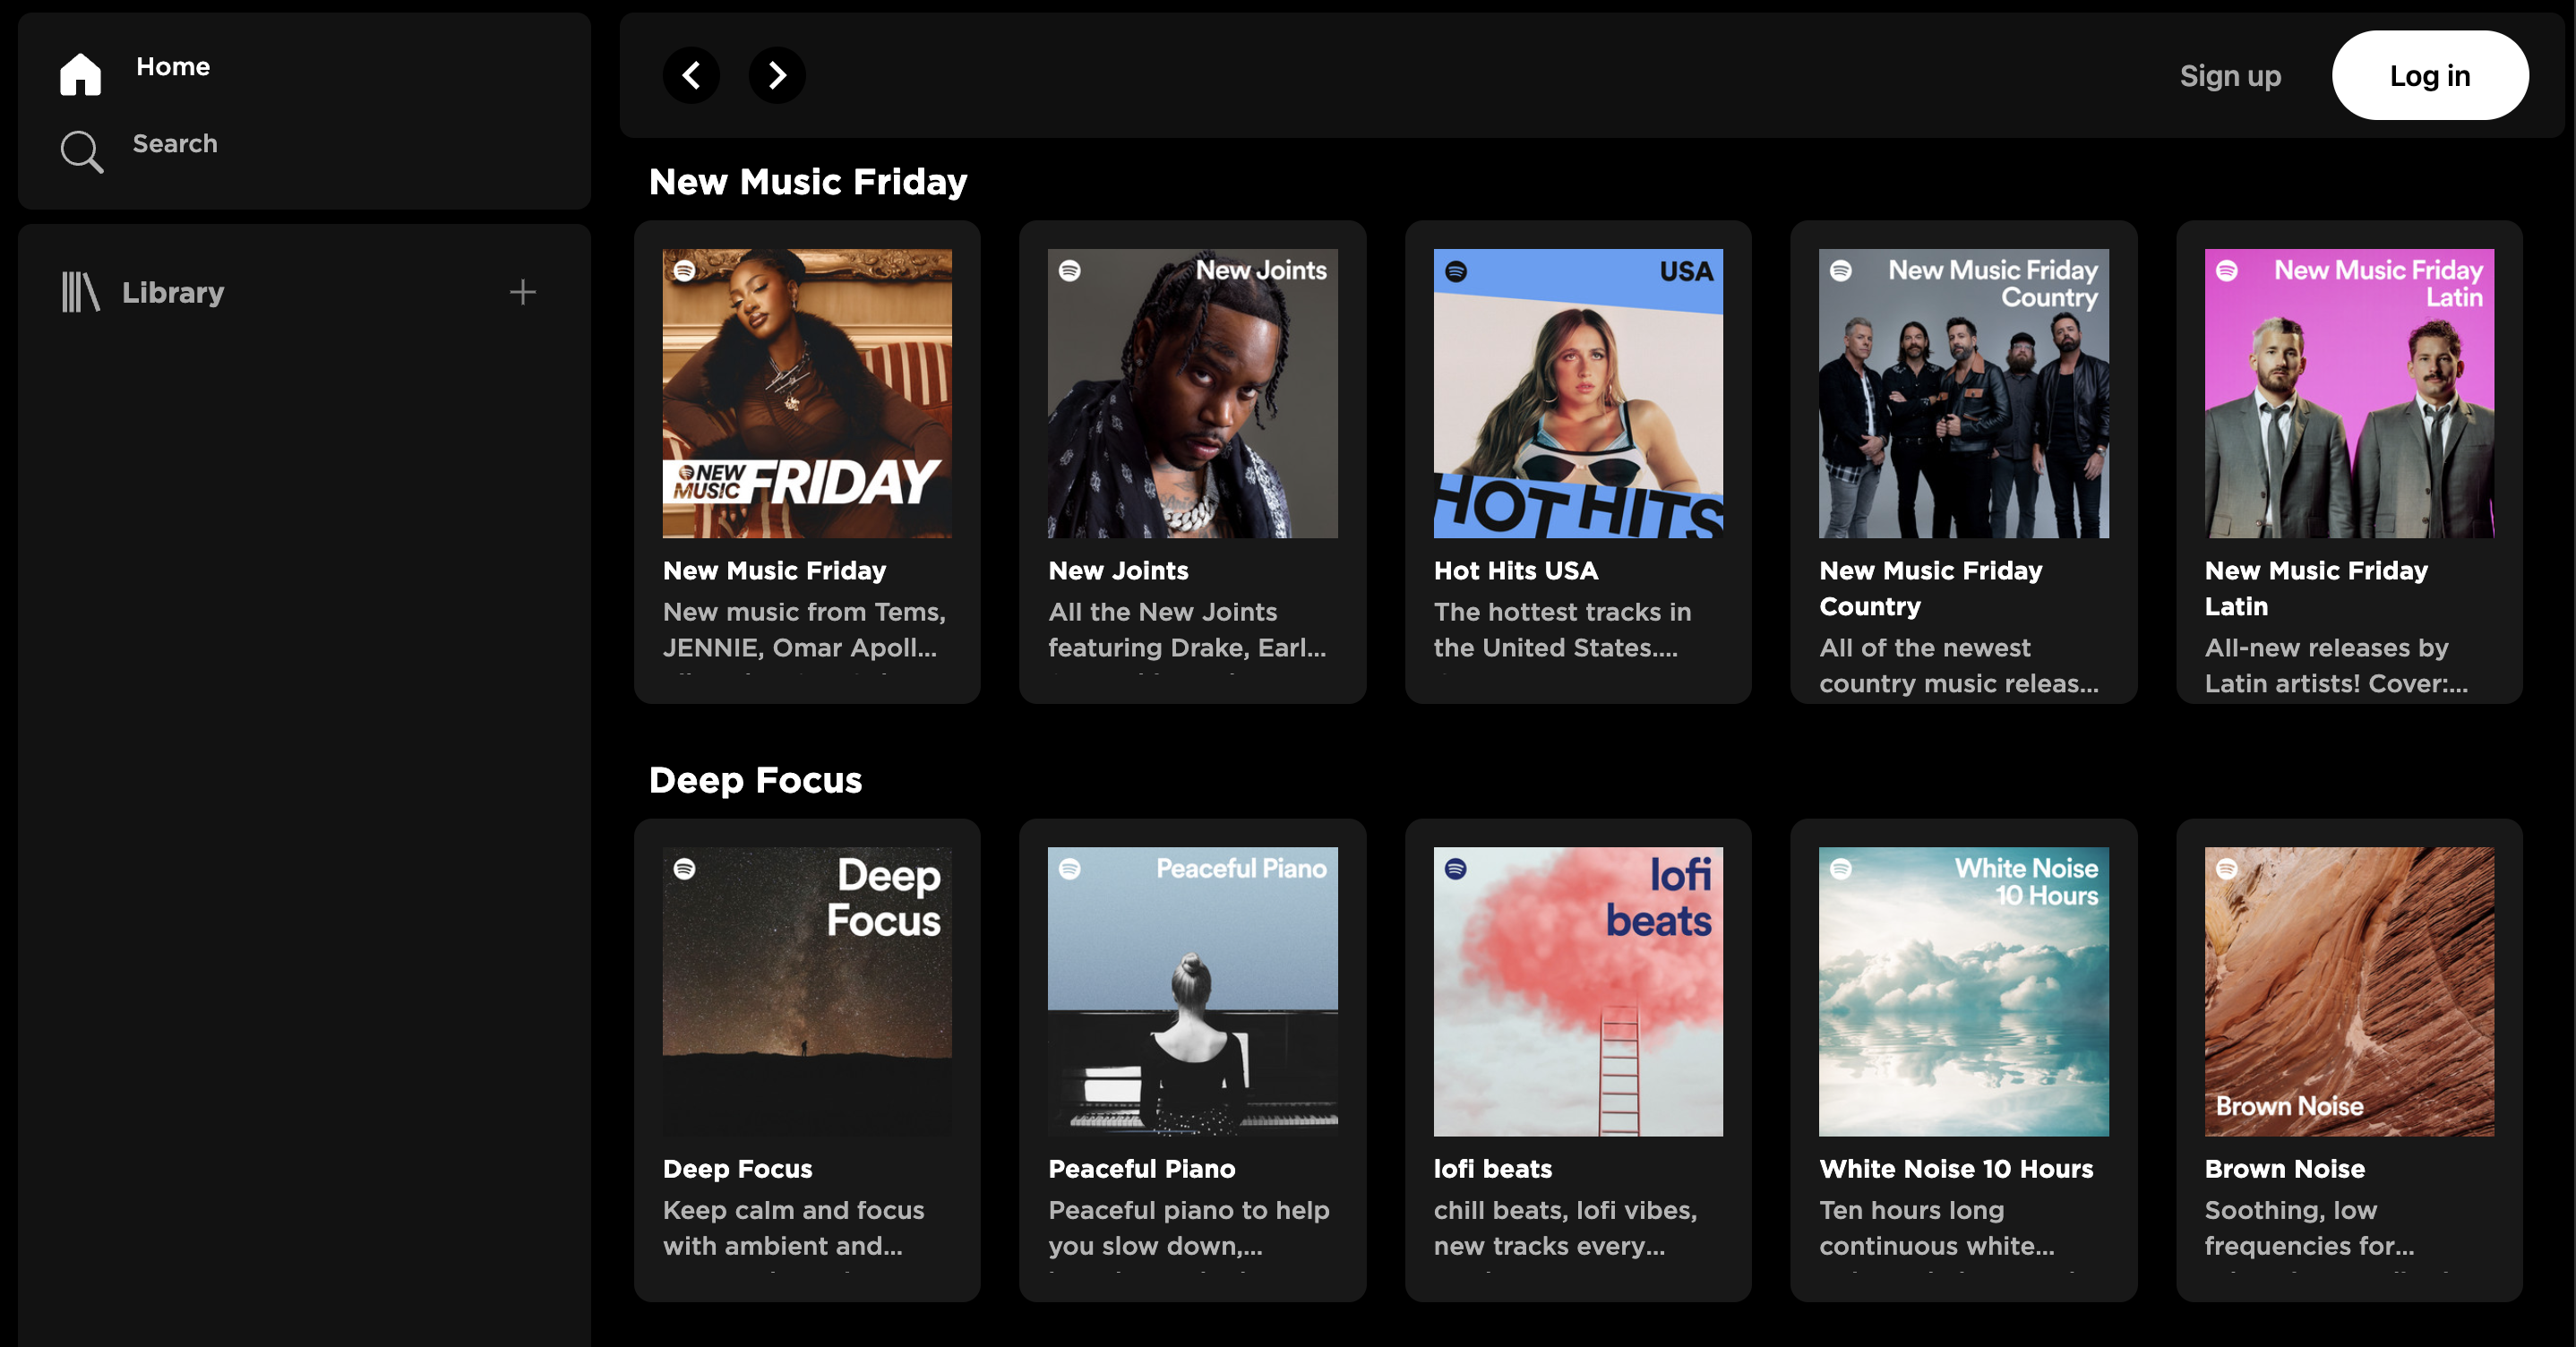 Home
Search
Library
Sign up
Log in
New Music Friday
NEW
MUSIC FRIDAY
New Music Friday
New music from Tems,
JENNIE, Omar Apoll...
New Joints
New Joints
All the New Joints
featuring Drake, Earl...
USA
HOT HITS
Hot Hits USA
The hottest tracks in
the United States....
New Music Friday
Country
New Music Friday
Country
All of the newest
country music releas...
New Music Friday
Latin
New Music Friday
Latin
All-new releases by
Latin artists! Cover:...
Deep Focus
Deep
Focus
Deep Focus
Keep calm and focus
with ambient and...
Peaceful Piano
Peaceful Piano
Peaceful piano to help
you slow down,...
lofi
beats
lofi beats
chill beats, lofi vibes,
new tracks every...
White Noise
10 Hours
White Noise 10 Hours
Ten hours long
continuous white...
Brown Noise
Brown Noise
Soothing, low
frequencies for...